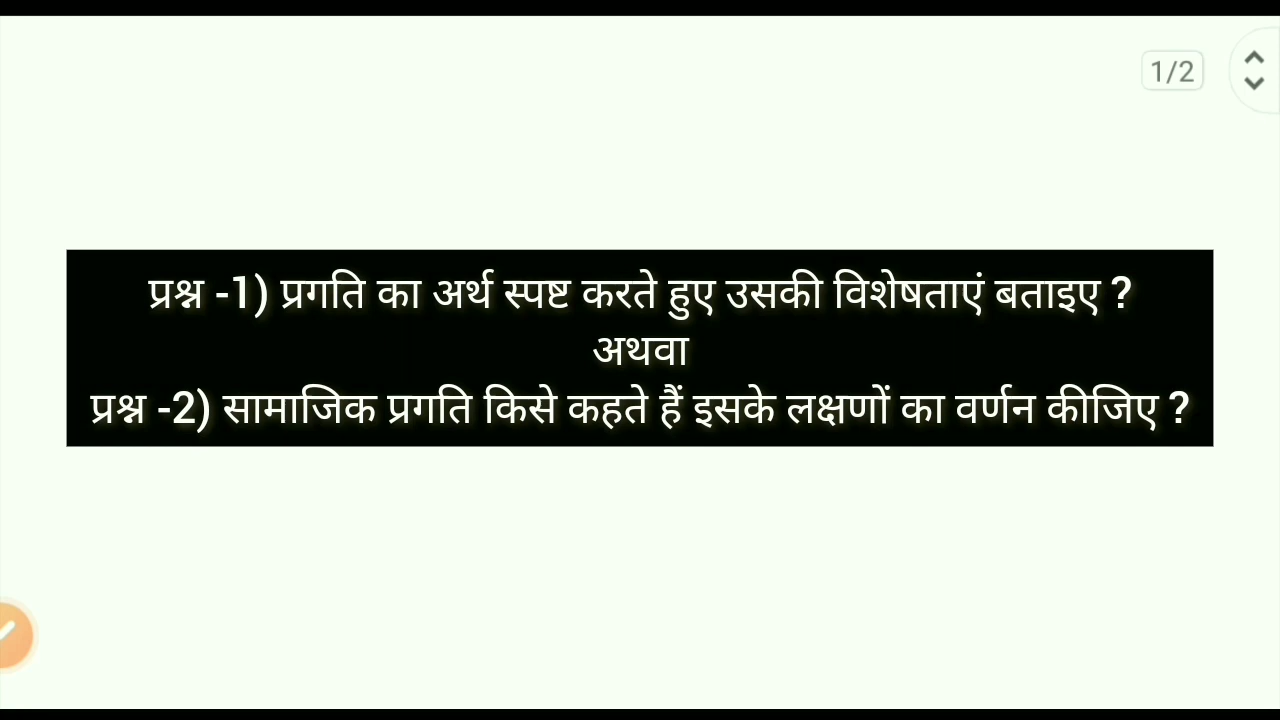 1/2
प्रश्न -1) प्रगति का अर्थ स्पष्ट करते हुए उसकी विशेषताएं बताइए ?
अथवा
प्रश्न -2) सामाजिक प्रगति किसे कहते हैं इसके लक्षणों का वर्णन कीजिए ?